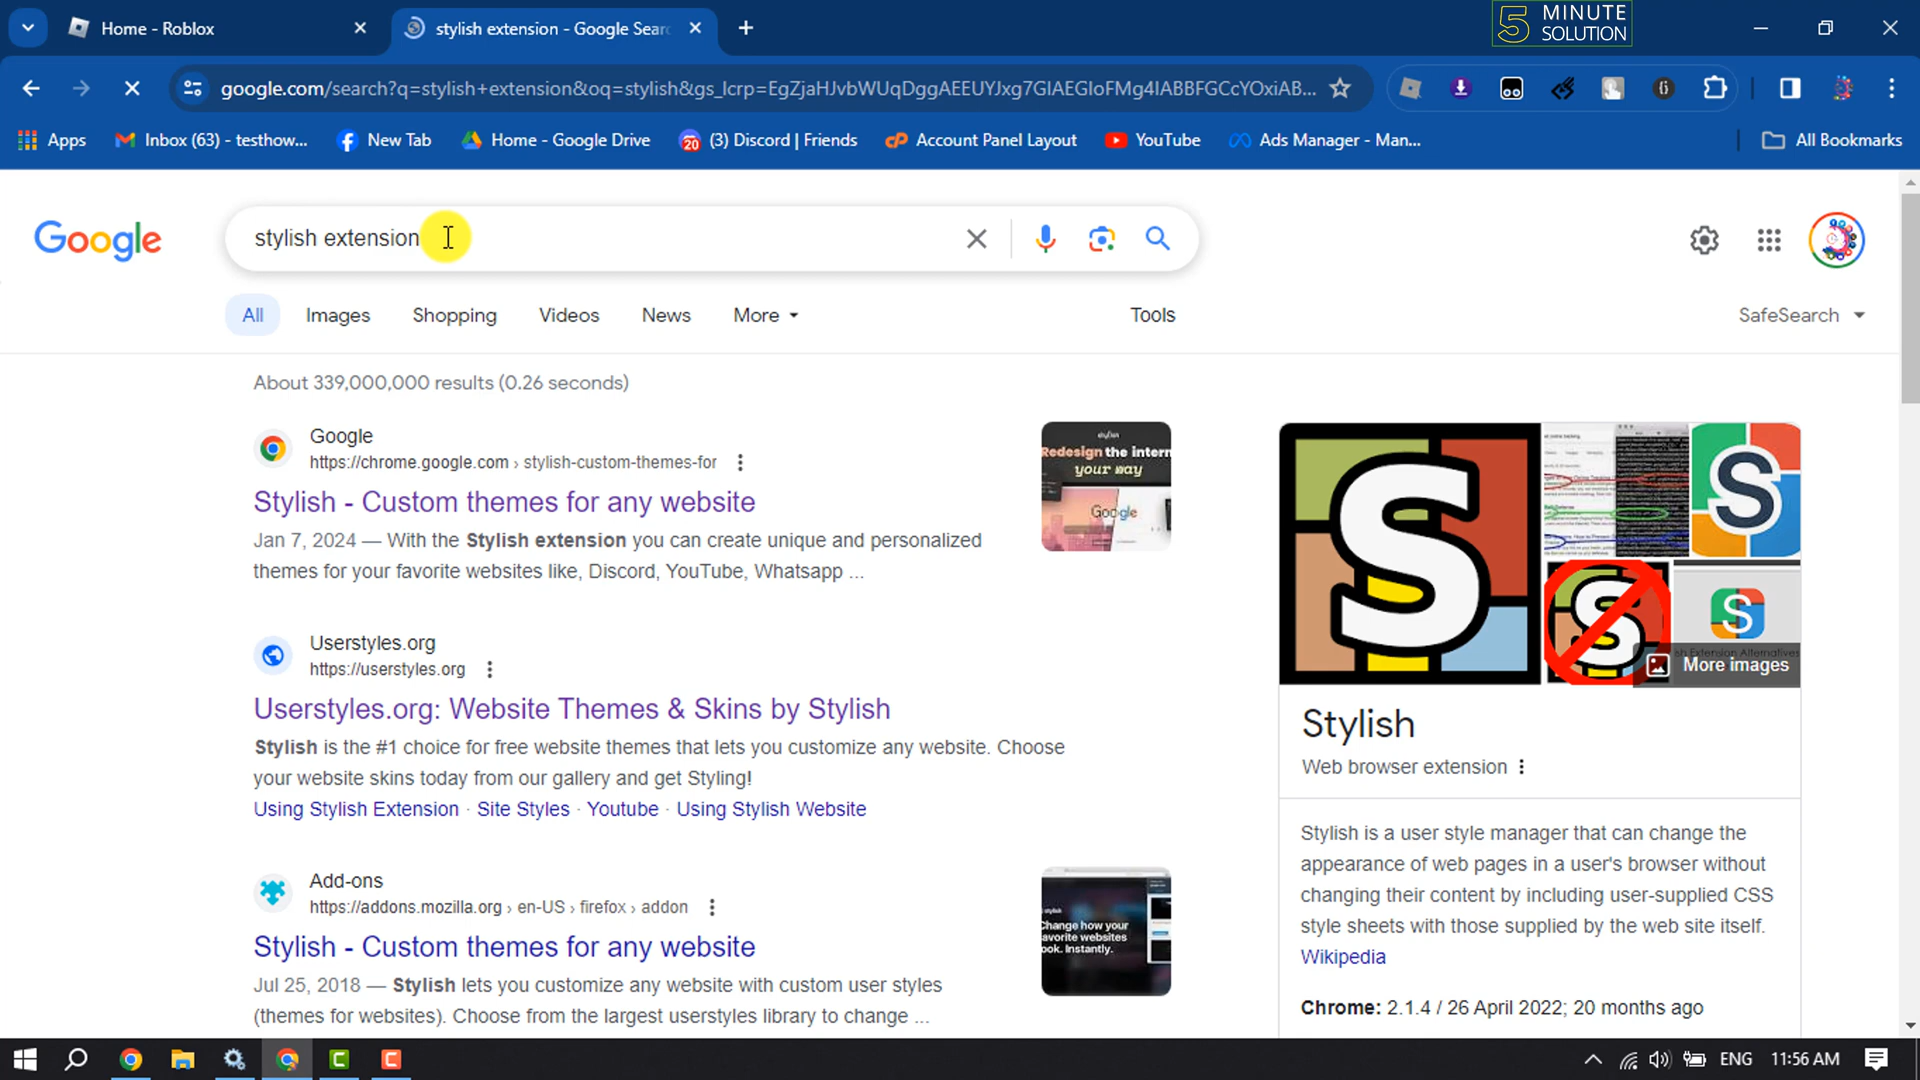 Home - Roblox
stylish extension - Google Sear
5 MINUTE SOLUTION
google.com/search?q=stylish+extension&oq=stylish&gs_lcrp=EgZjaHJvbWUqDggAEEUYJxg7GIAEGIoFMg4IABBFGCcYOxiAB...
Apps
Inbox (63) - testhow...
New Tab
Home - Google Drive
20
(3) Discord | Friends
Account Panel Layout
YouTube
Ads Manager - Man...
All Bookmarks
Google
stylish extension
All
Images
Shopping
Videos
News
More
Tools
SafeSearch
About 339,000,000 results (0.26 seconds)
Google
https://chrome.google.com › stylish-custom-themes-for
Stylish - Custom themes for any website
Jan 7, 2024 — With the Stylish extension you can create unique and personalized
themes for your favorite websites like, Discord, YouTube, Whatsapp ...
stylish
Redesign the intern
your way
Google
Userstyles.org
https://userstyles.org
Userstyles.org: Website Themes & Skins by Stylish
Stylish is the #1 choice for free website themes that lets you customize any website. Choose
your website skins today from our gallery and get Styling!
Using Stylish Extension · Site Styles · Youtube · Using Stylish Website
Add-ons
https://addons.mozilla.org › en-US › firefox › addon
Stylish - Custom themes for any website
Jul 25, 2018 — Stylish lets you customize any website with custom user styles
(themes for websites). Choose from the largest userstyles library to change ...
Change how your
favorite websites
look. Instantly.
S
S
S
S
More images
Stylish
Web browser extension
Stylish is a user style manager that can change the
appearance of web pages in a user's browser without
changing their content by including user-supplied CSS
style sheets with those supplied by the web site itself.
Wikipedia
Chrome: 2.1.4 / 26 April 2022; 20 months ago
ENG
11:56 AM